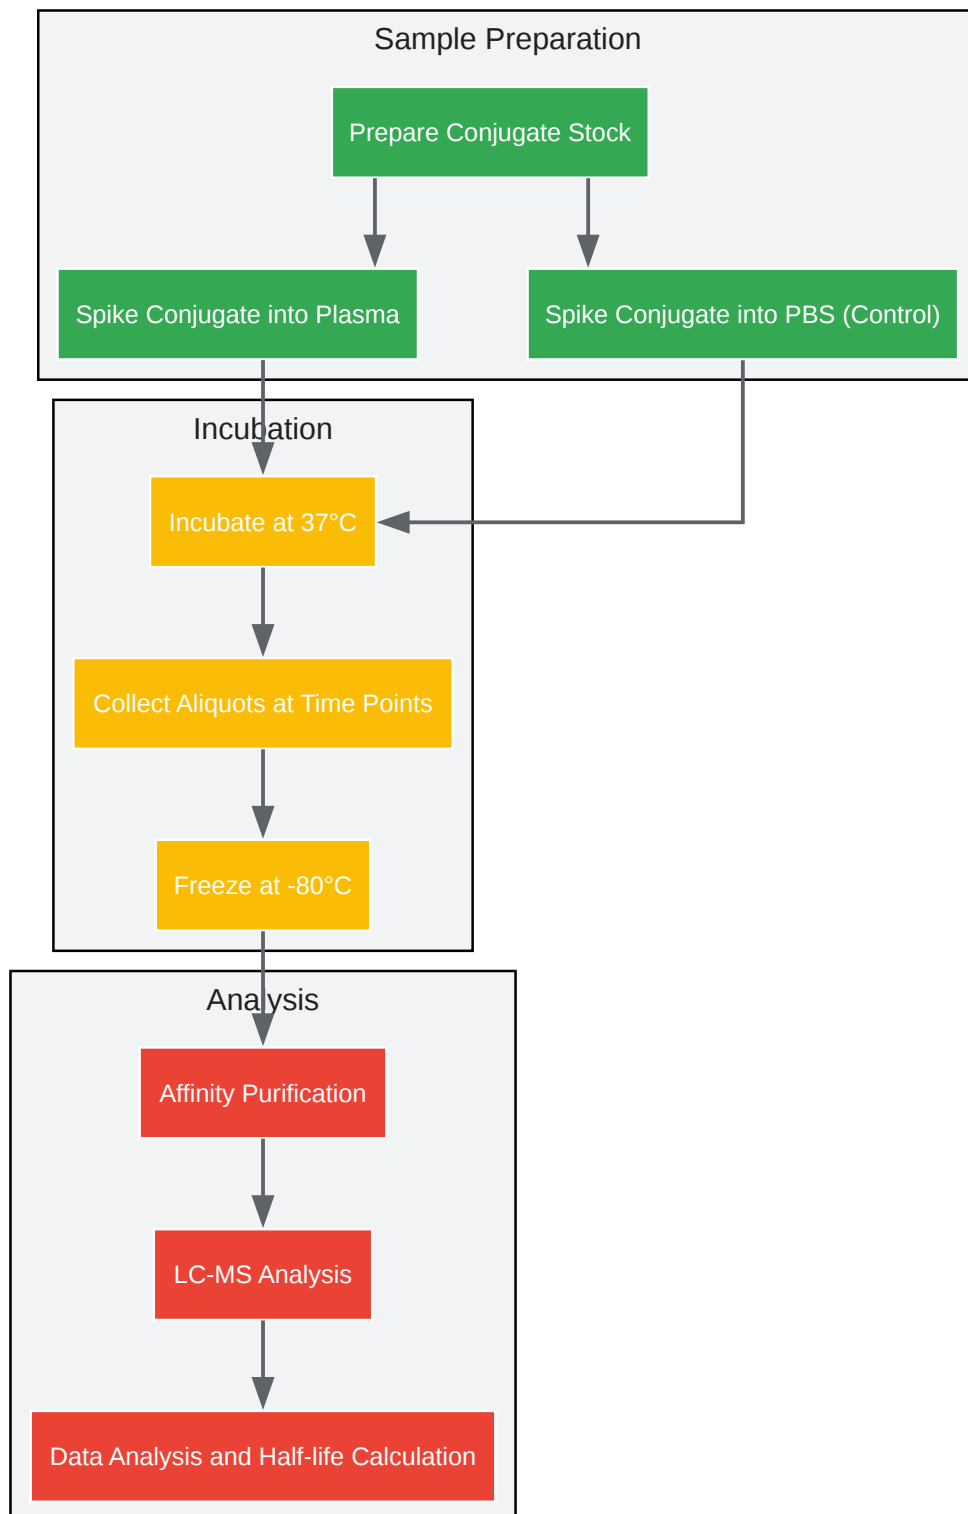 Sample Preparation
Prepare Conjugate Stock
Spike Conjugate into Plasma
Spike Conjugate into PBS (Control)
Incubation
Incubate at 37°C
Collect Aliquots at Time Points
Freeze at -80°C
Analysis
Affinity Purification
LC-MS Analysis
Data Analysis and Half-life Calculation